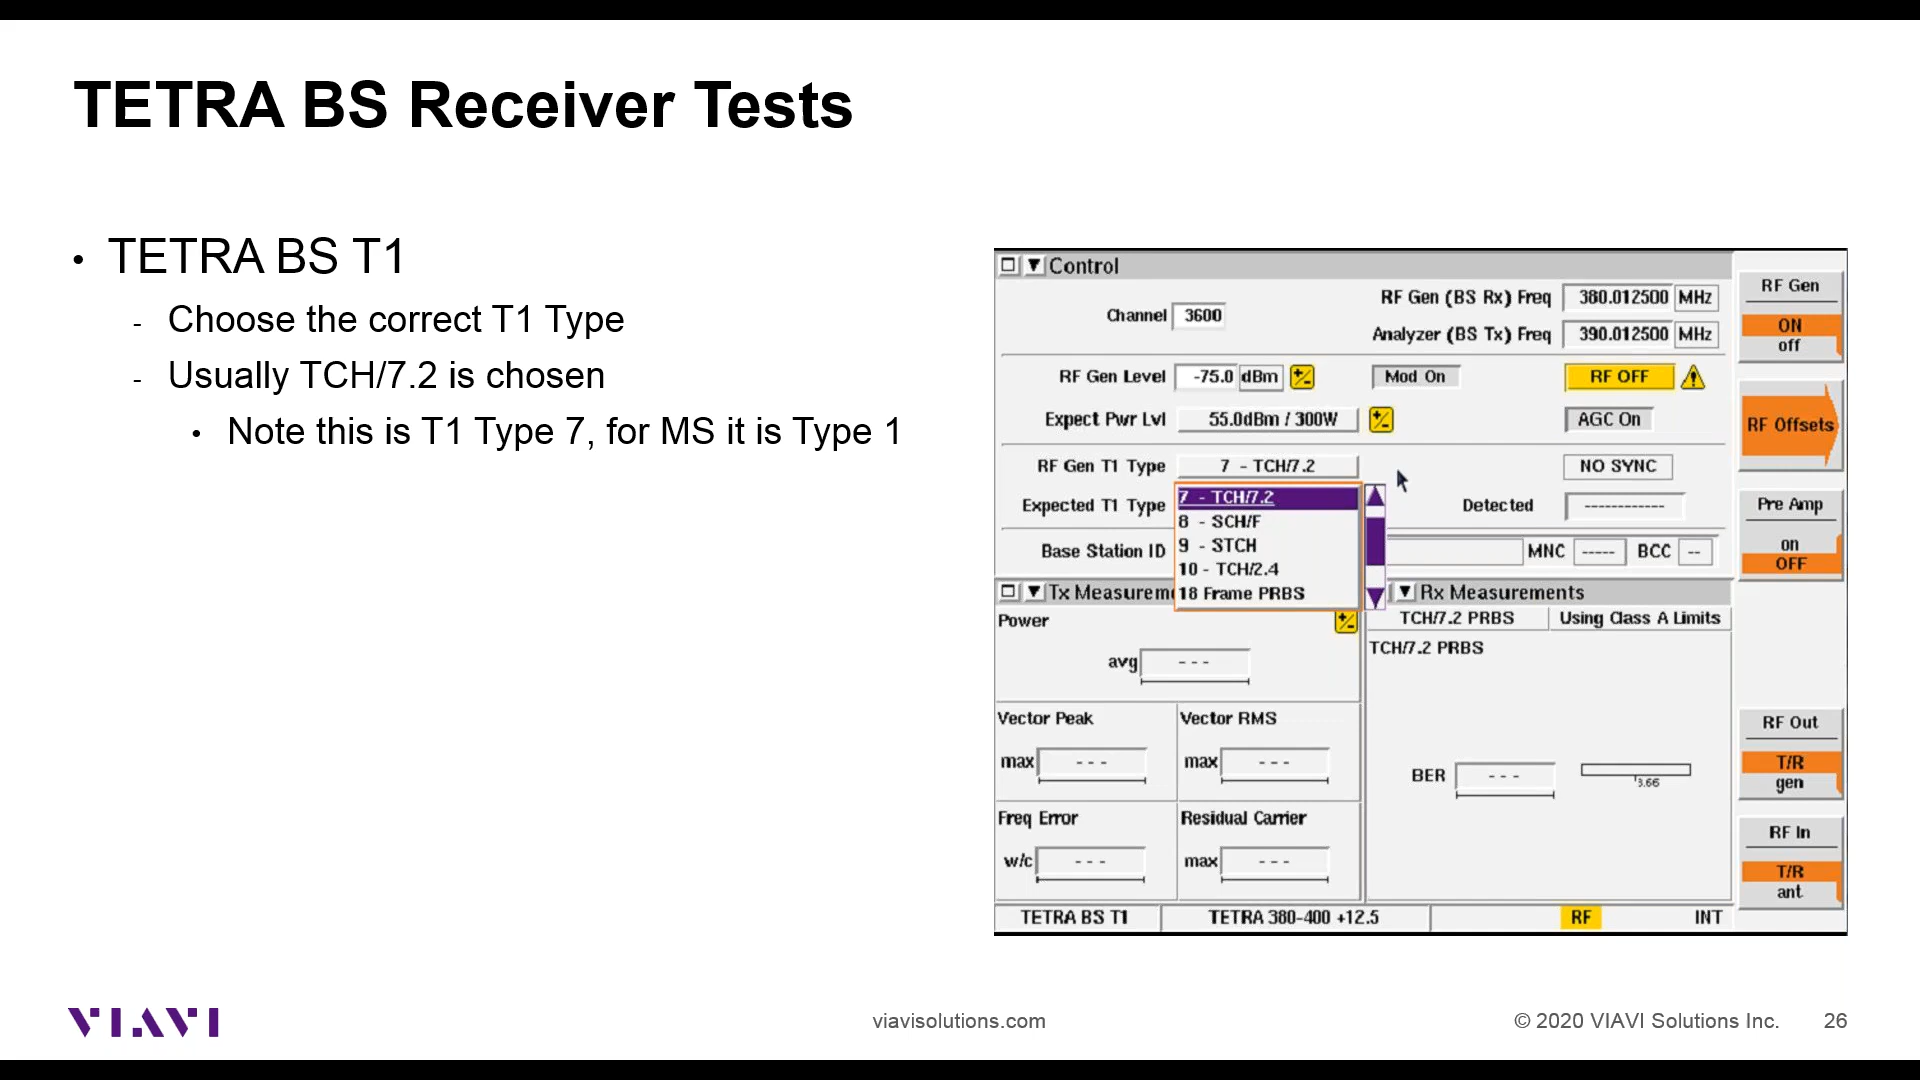 TETRA BS Receiver Tests
• TETRA BS T1
- Choose the correct T1 Type
- Usually TCH/7.2 is chosen
• Note this is T1 Type 7, for MS it is Type 1
Control
Channel 3600
RF Gen (BS Rx) Freq 380.012500 MHz
Analyzer (BS Tx) Freq 390.012500 MHz
RF Gen Level -75.0 dBm Mod On RF OFF
Expect Pwr Lvl 55.0dBm / 300W AGC On
RF Gen T1 Type 7 - TCH/7.2 NO SYNC
Expected T1 Type Detected ------------
Base Station ID MNC ----- BCC --
7 - TCH/7.2
8 - SCH/F
9 - STCH
10 - TCH/2.4
18 Frame PRBS
Tx Measurem
Power
avg - - -
Vector Peak
max - - -
Vector RMS
max - - -
Freq Error
w/c - - -
Residual Carrier
max - - -
Rx Measurements
TCH/7.2 PRBS Using Class A Limits
TCH/7.2 PRBS
BER - - - 3.66
TETRA BS T1 TETRA 380-400 +12.5 RF INT
RF Gen
ON
off
RF Offsets
Pre Amp
on
OFF
RF Out
T/R
gen
RF In
T/R
ant
VIAVI
viavisolutions.com
© 2020 VIAVI Solutions Inc. 26